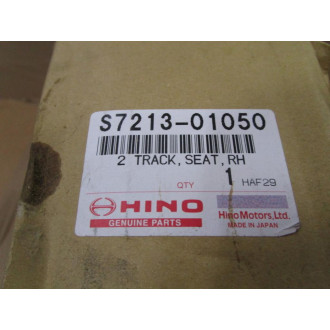 S7213-01050
2 TRACK, SEAT, RH
QTY 1 HAF29
HINO
GENUINE PARTS
Hino Motors, Ltd.
MADE IN JAPAN